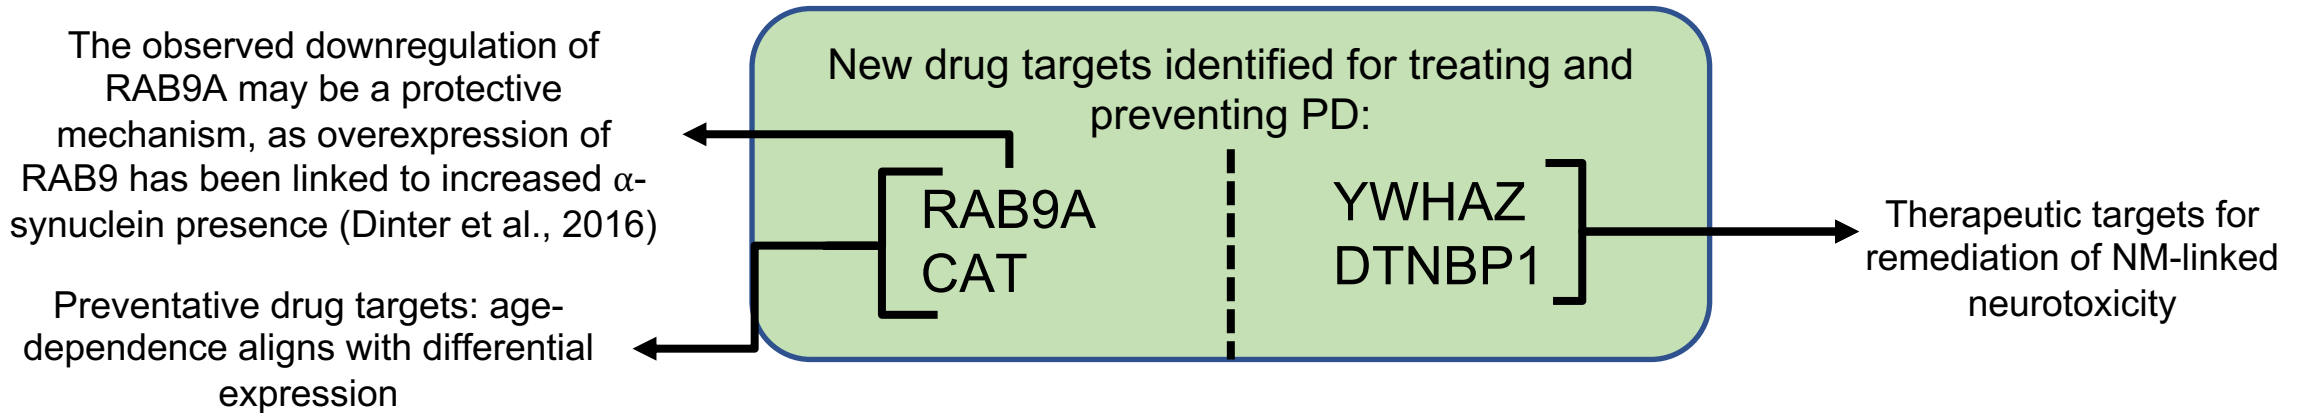 The observed downregulation of
RAB9A may be a protective
mechanism, as overexpression of
RAB9 has been linked to increased α-
synuclein presence (Dinter et al., 2016)
Preventative drug targets: age-
dependence aligns with differential
expression
New drug targets identified for treating and
preventing PD:
RAB9A
CAT
YWHAZ
DTNBP1
Therapeutic targets for
remediation of NM-linked
neurotoxicity